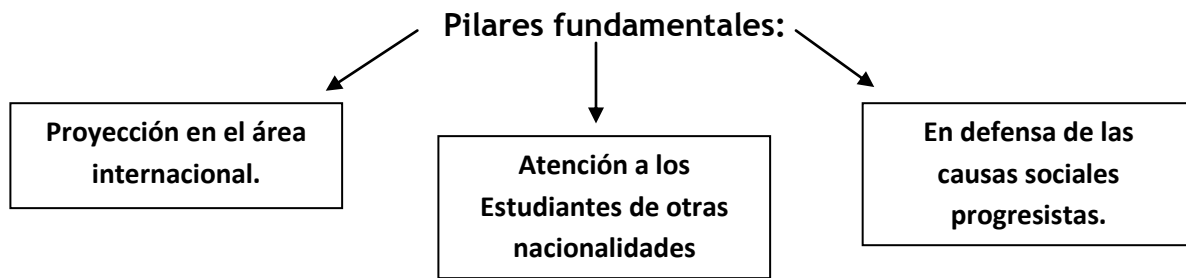 Pilares fundamentales:
Proyección en el área
internacional.
Atención a los
Estudiantes de otras
nacionalidades
En defensa de las
causas sociales
progresistas.